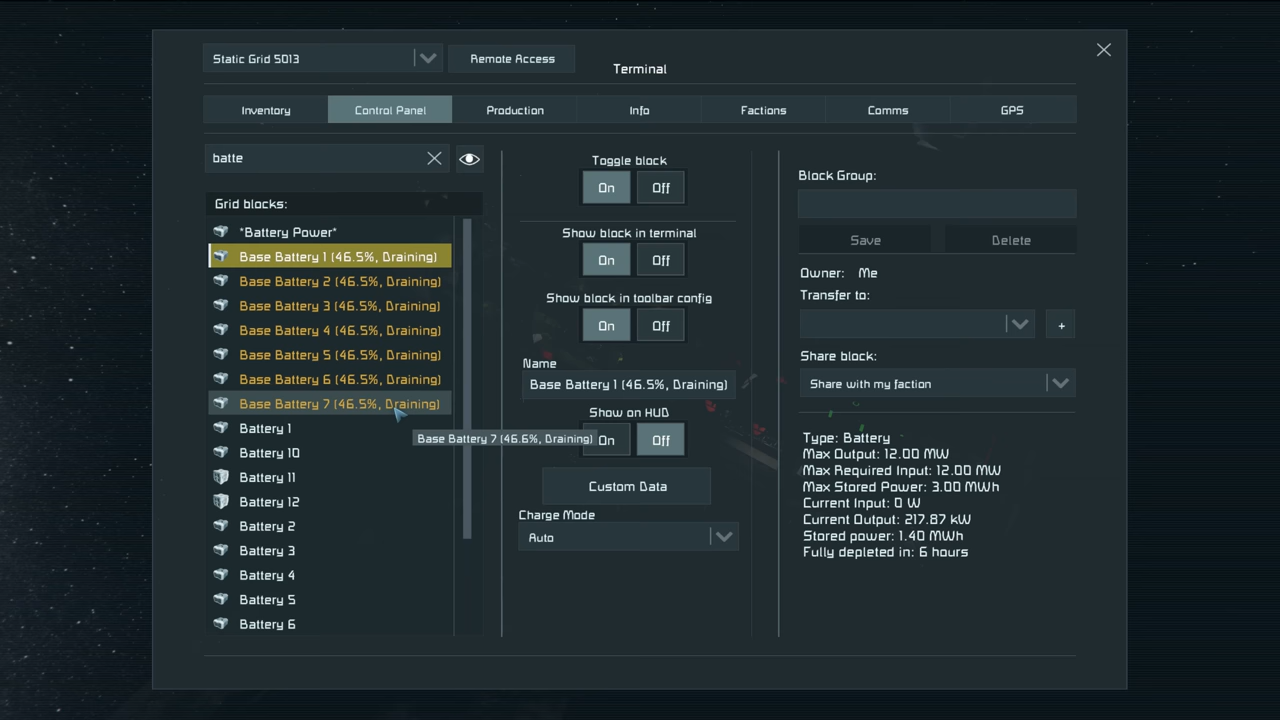 Static Grid 5013
Remote Access
Terminal
Inventory
Control Panel
Production
Info
Factions
Comms
GPS
batte
Grid blocks:
*Battery Power*
Base Battery 1 (46.5%, Draining)
Base Battery 2 (46.5%, Draining)
Base Battery 3 (46.5%, Draining)
Base Battery 4 (46.5%, Draining)
Base Battery 5 (46.5%, Draining)
Base Battery 6 (46.5%, Draining)
Base Battery 7 (46.5%, Draining)
Base Battery 7 (46.6%, Draining)
Battery 1
Battery 10
Battery 11
Battery 12
Battery 2
Battery 3
Battery 4
Battery 5
Battery 6
Toggle block
On Off
Show block in terminal
On Off
Show block in toolbar config
On Off
Name
Base Battery 1 (46.5%, Draining)
Show on HUD
On Off
Custom Data
Charge Mode
Auto
Block Group:
Save
Delete
Owner: Me
Transfer to:
+
Share block:
Share with my faction
Type: Battery
Max Output: 12.00 MW
Max Required Input: 12.00 MW
Max Stored Power: 3.00 MWh
Current Input: 0 W
Current Output: 217.87 kW
Stored power: 1.40 MWh
Fully depleted in: 6 hours